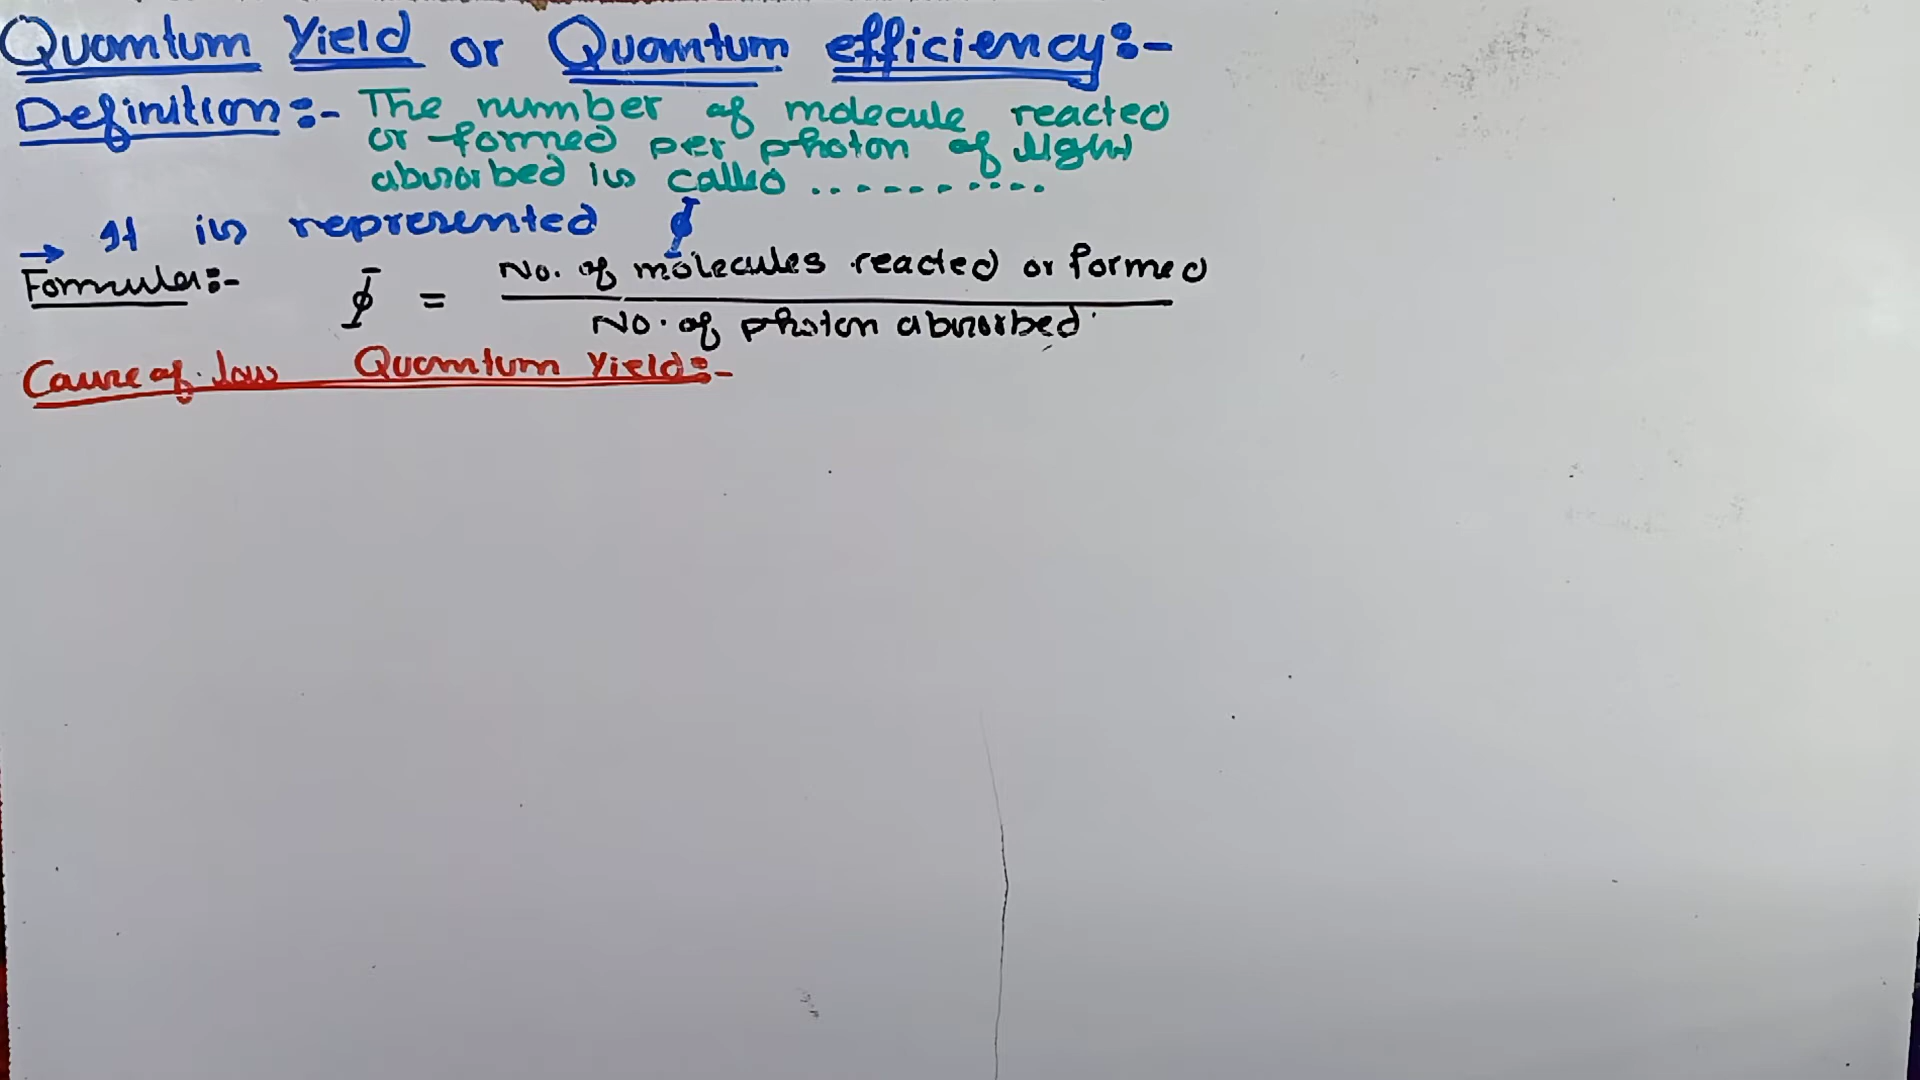 Quantum Yield or Quantum efficiency:-
Definition:- The number of molecule reacted
or formed per photon of light
absorbed is called ..........
→ It is represented Φ
Formula:- Φ = No. of molecules reacted or formed
No. of photon absorbed.
Cause of low Quantum Yield:-